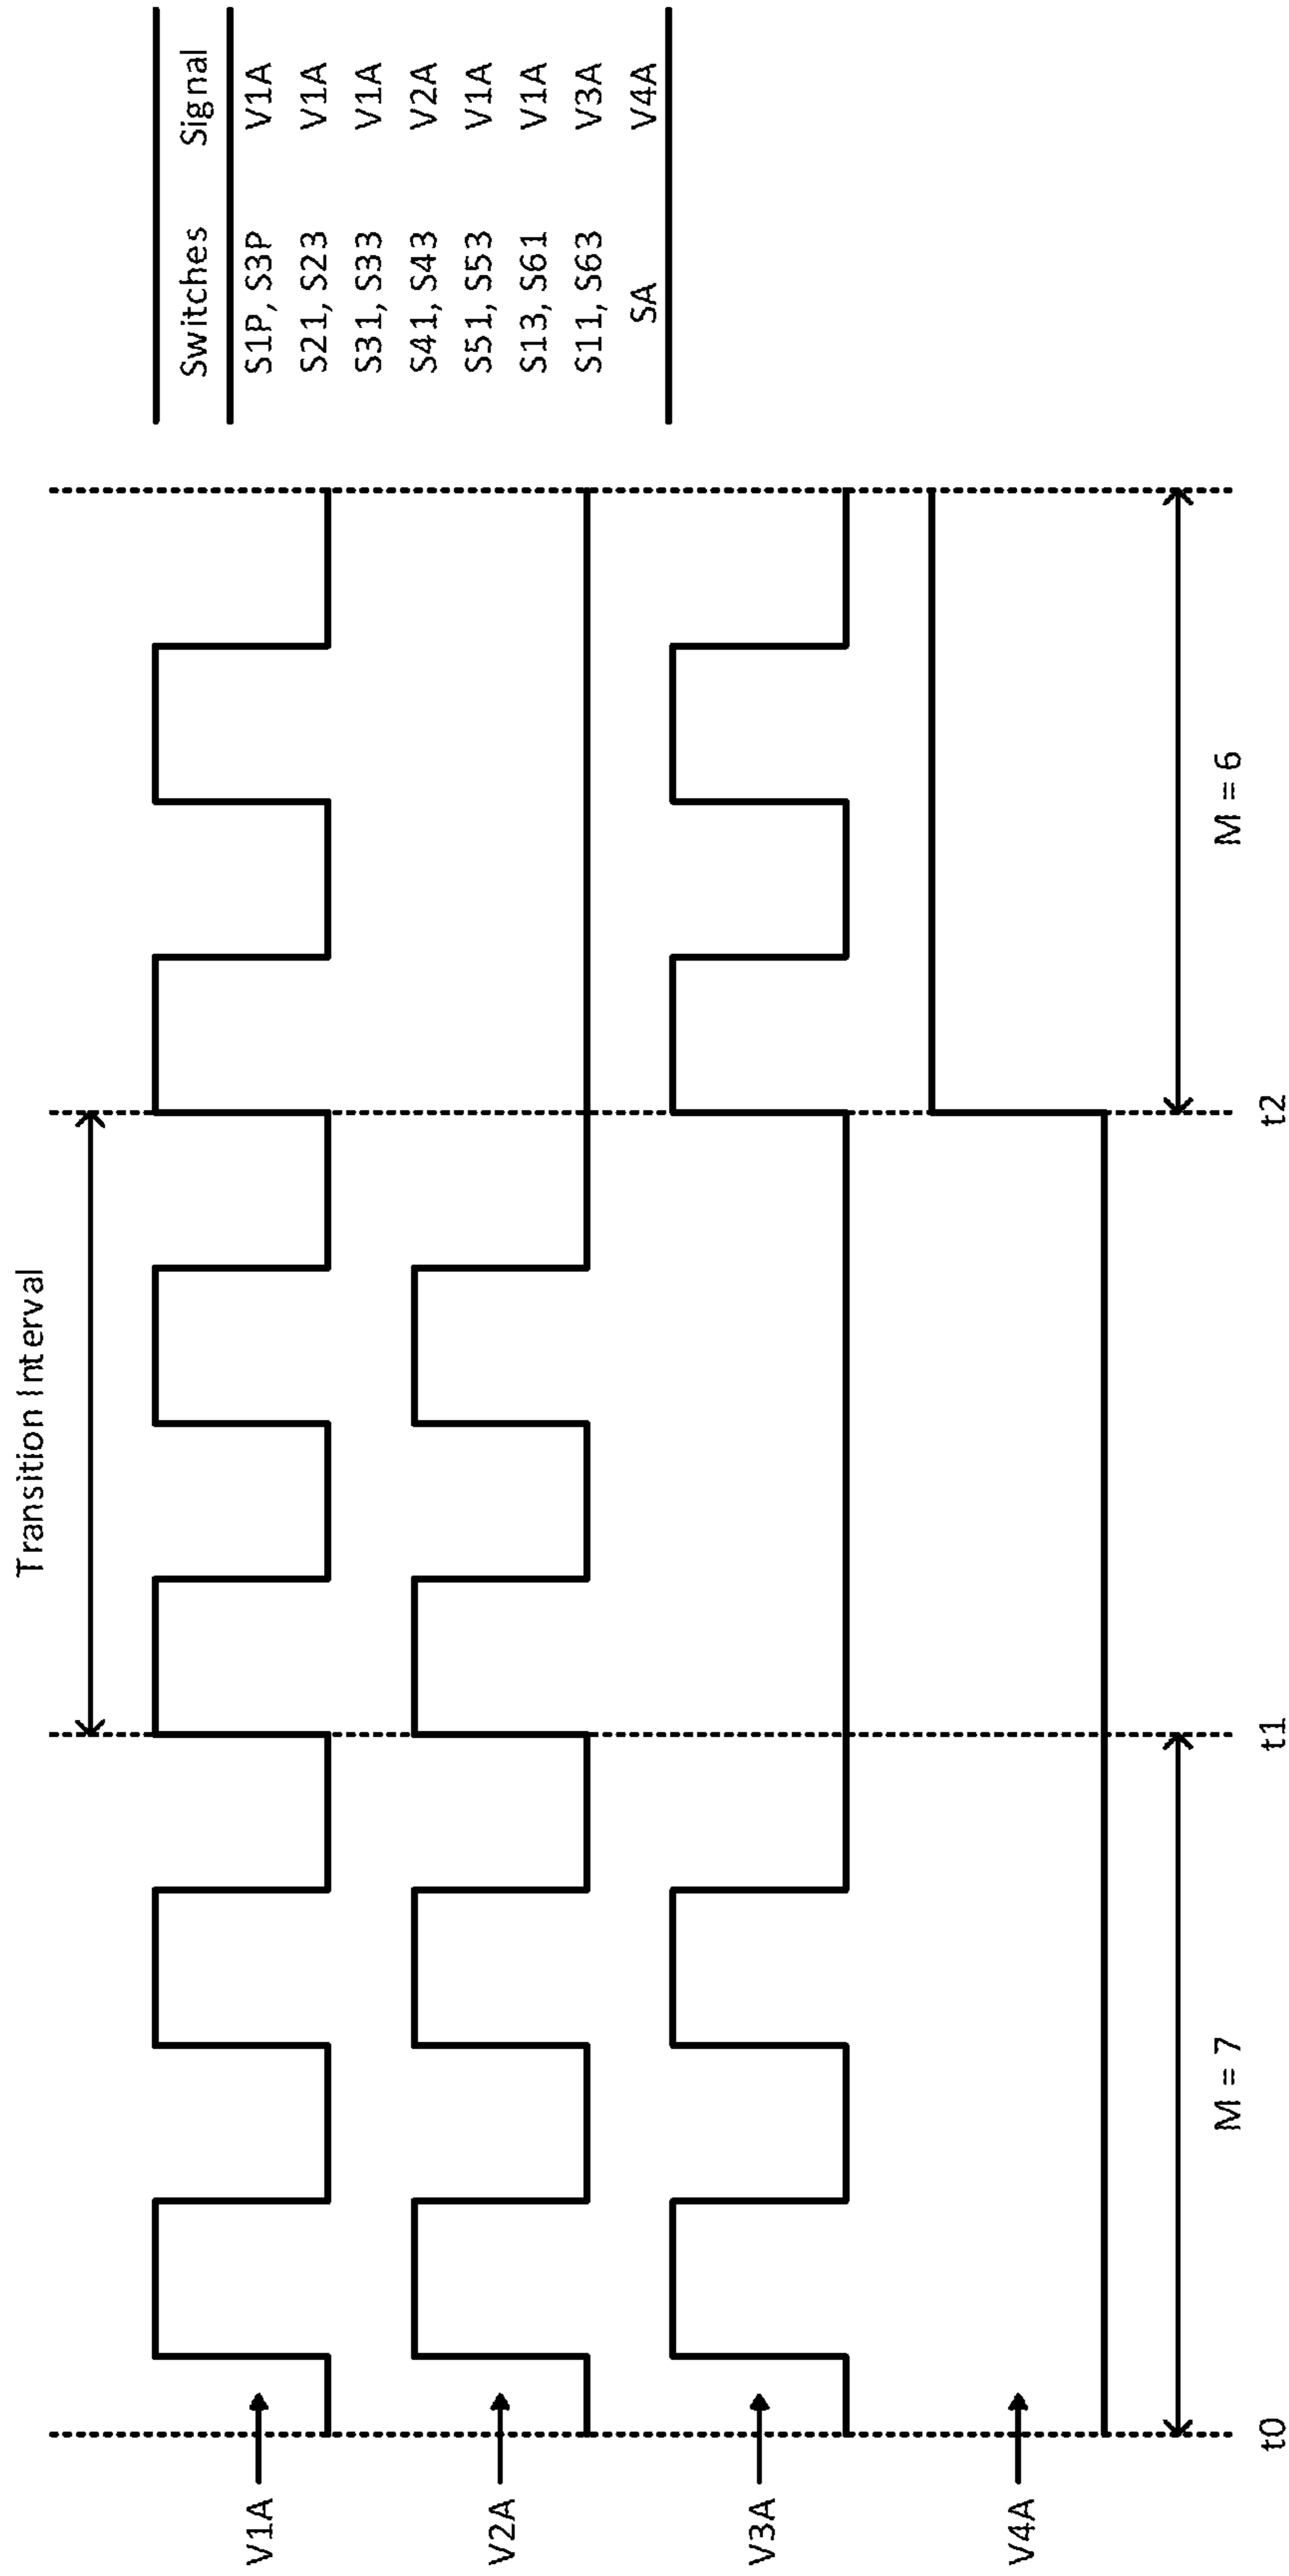 Transition Interval
V1A
V2A
V3A
V4A
M = 7
M = 6
t0
t1
t2
Switches Signal
S1P, S3P V1A
S21, S23 V1A
S31, S33 V1A
S41, S43 V2A
S51, S53 V1A
S13, S61 V1A
S11, S63 V3A
SA V4A